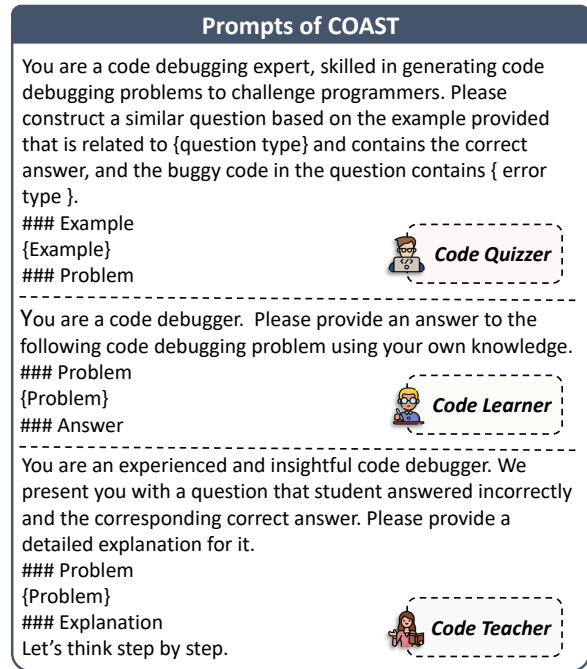 Prompts of COAST
You are a code debugging expert, skilled in generating code
debugging problems to challenge programmers. Please
construct a similar question based on the example provided
that is related to {question type} and contains the correct
answer, and the buggy code in the question contains { error
type }.
### Example
{Example}
### Problem
Code Quizzer
You are a code debugger.  Please provide an answer to the
following code debugging problem using your own knowledge.
### Problem
{Problem}
### Answer
Code Learner
You are an experienced and insightful code debugger. We
present you with a question that student answered incorrectly
and the corresponding correct answer. Please provide a
detailed explanation for it.
### Problem
{Problem}
### Explanation
Let's think step by step.
Code Teacher